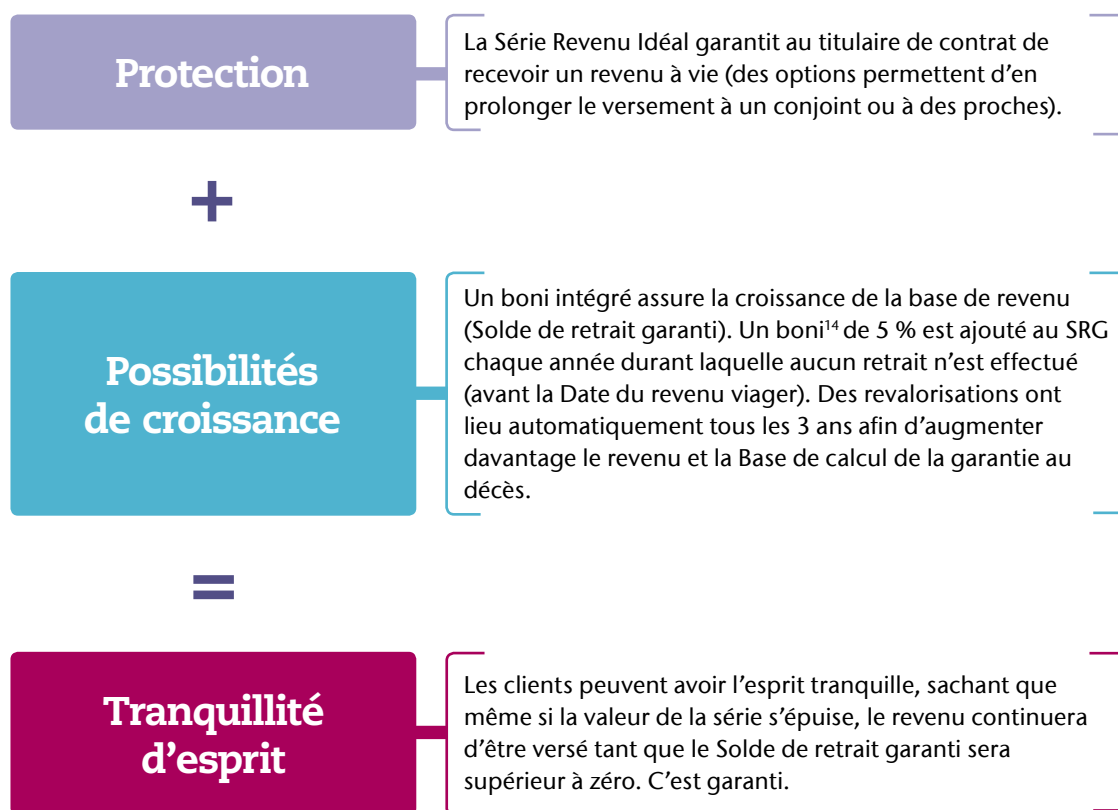 Protection
La Série Revenu Idéal garantit au titulaire de contrat de
recevoir un revenu à vie (des options permettent d'en
prolonger le versement à un conjoint ou à des proches).
+
Possibilités
de croissance
Un boni intégré assure la croissance de la base de revenu
(Solde de retrait garanti). Un boni¹⁴ de 5 % est ajouté au SRG
chaque année durant laquelle aucun retrait n'est effectué
(avant la Date du revenu viager). Des revalorisations ont
lieu automatiquement tous les 3 ans afin d'augmenter
davantage le revenu et la Base de calcul de la garantie au
décès.
=
Tranquillité
d'esprit
Les clients peuvent avoir l'esprit tranquille, sachant que
même si la valeur de la série s'épuise, le revenu continuera
d'être versé tant que le Solde de retrait garanti sera
supérieur à zéro. C'est garanti.